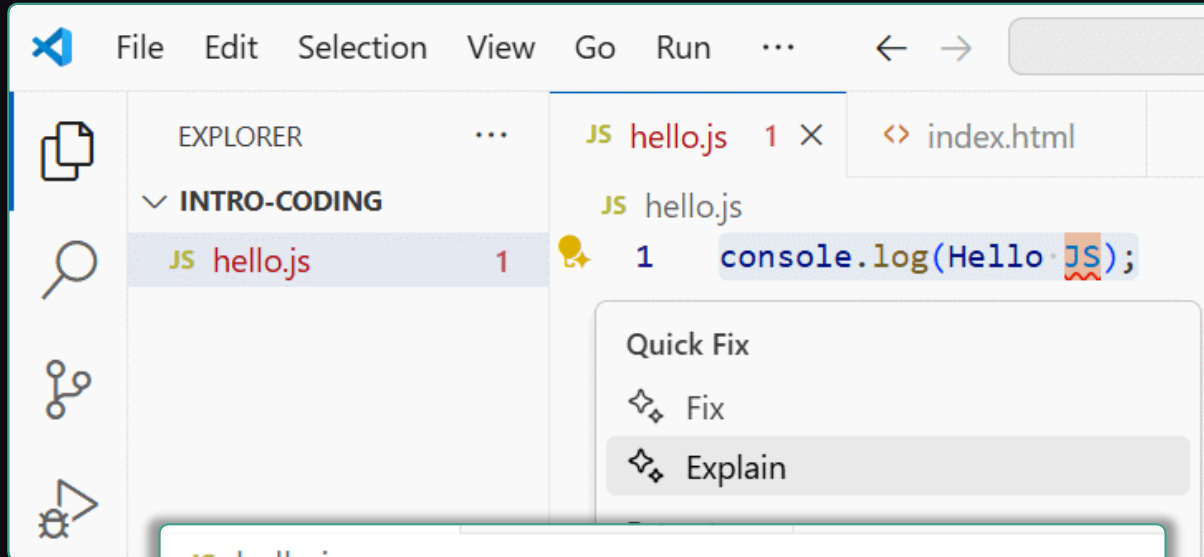 File Edit Selection View Go Run ...
EXPLORER ...
INTRO-CODING
JS hello.js 1
JS hello.js 1
<> index.html
JS hello.js
1 console.log(Hello JS);
Quick Fix
Fix
Explain